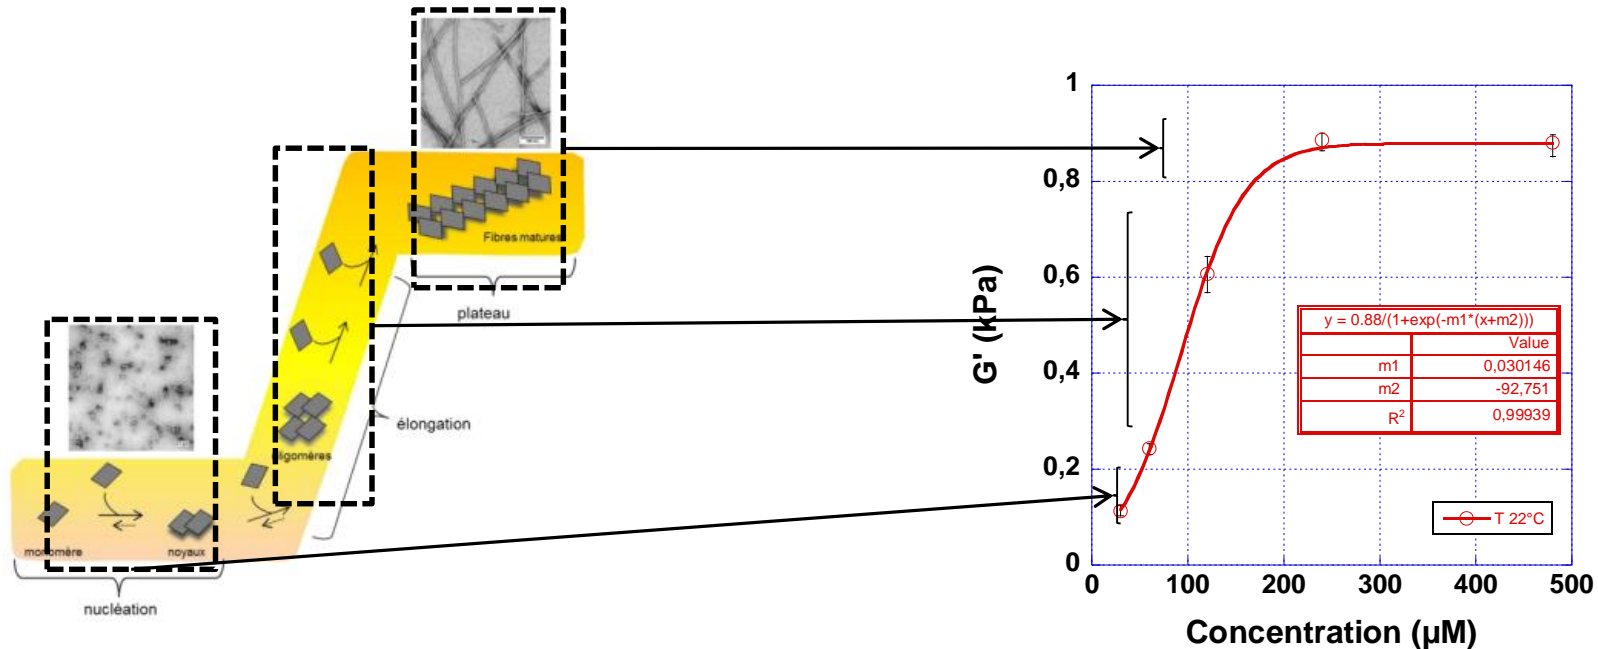 Fibres matures
plateau
élongation
oligomères
monomère
noyaux
nucléation
1
0,8
0,6
0,4
0,2
0
0
100
200
300
400
500
G' (kPa)
Concentration (µM)
y = 0.88/(1+exp(-m1*(x+m2)))
Value
m1 0,030146
m2 -92,751
R² 0,99939
T 22°C